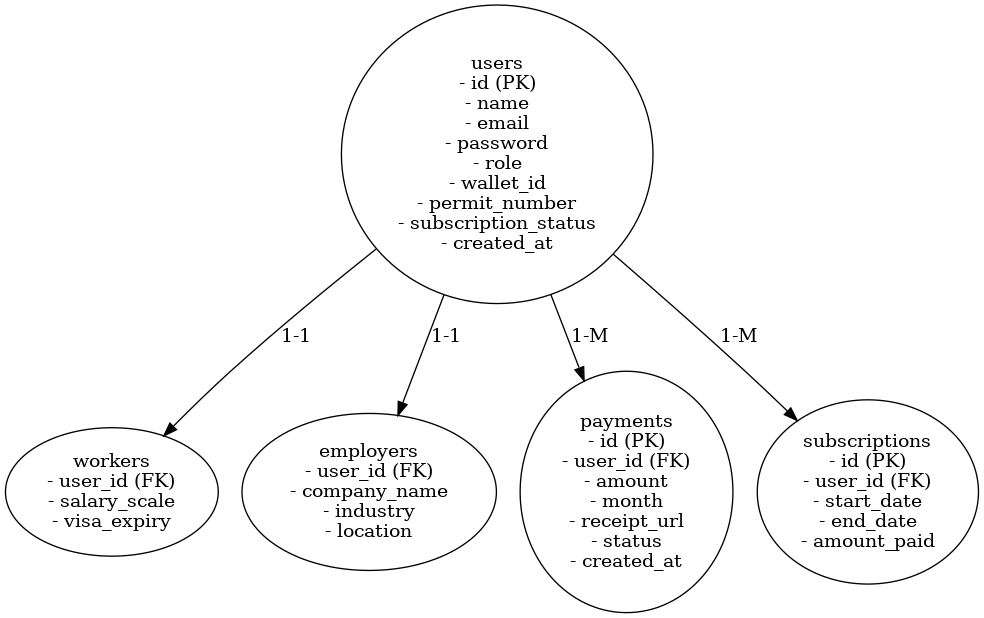 users
- id (PK)
- name
- email
- password
- role
- wallet_id
- permit_number
- subscription_status
- created_at
1-1
1-1
1-M
1-M
workers
- user_id (FK)
- salary_scale
- visa_expiry
employers
- user_id (FK)
- company_name
- industry
- location
payments
- id (PK)
- user_id (FK)
- amount
- month
- receipt_url
- status
- created_at
subscriptions
- id (PK)
- user_id (FK)
- start_date
- end_date
- amount_paid